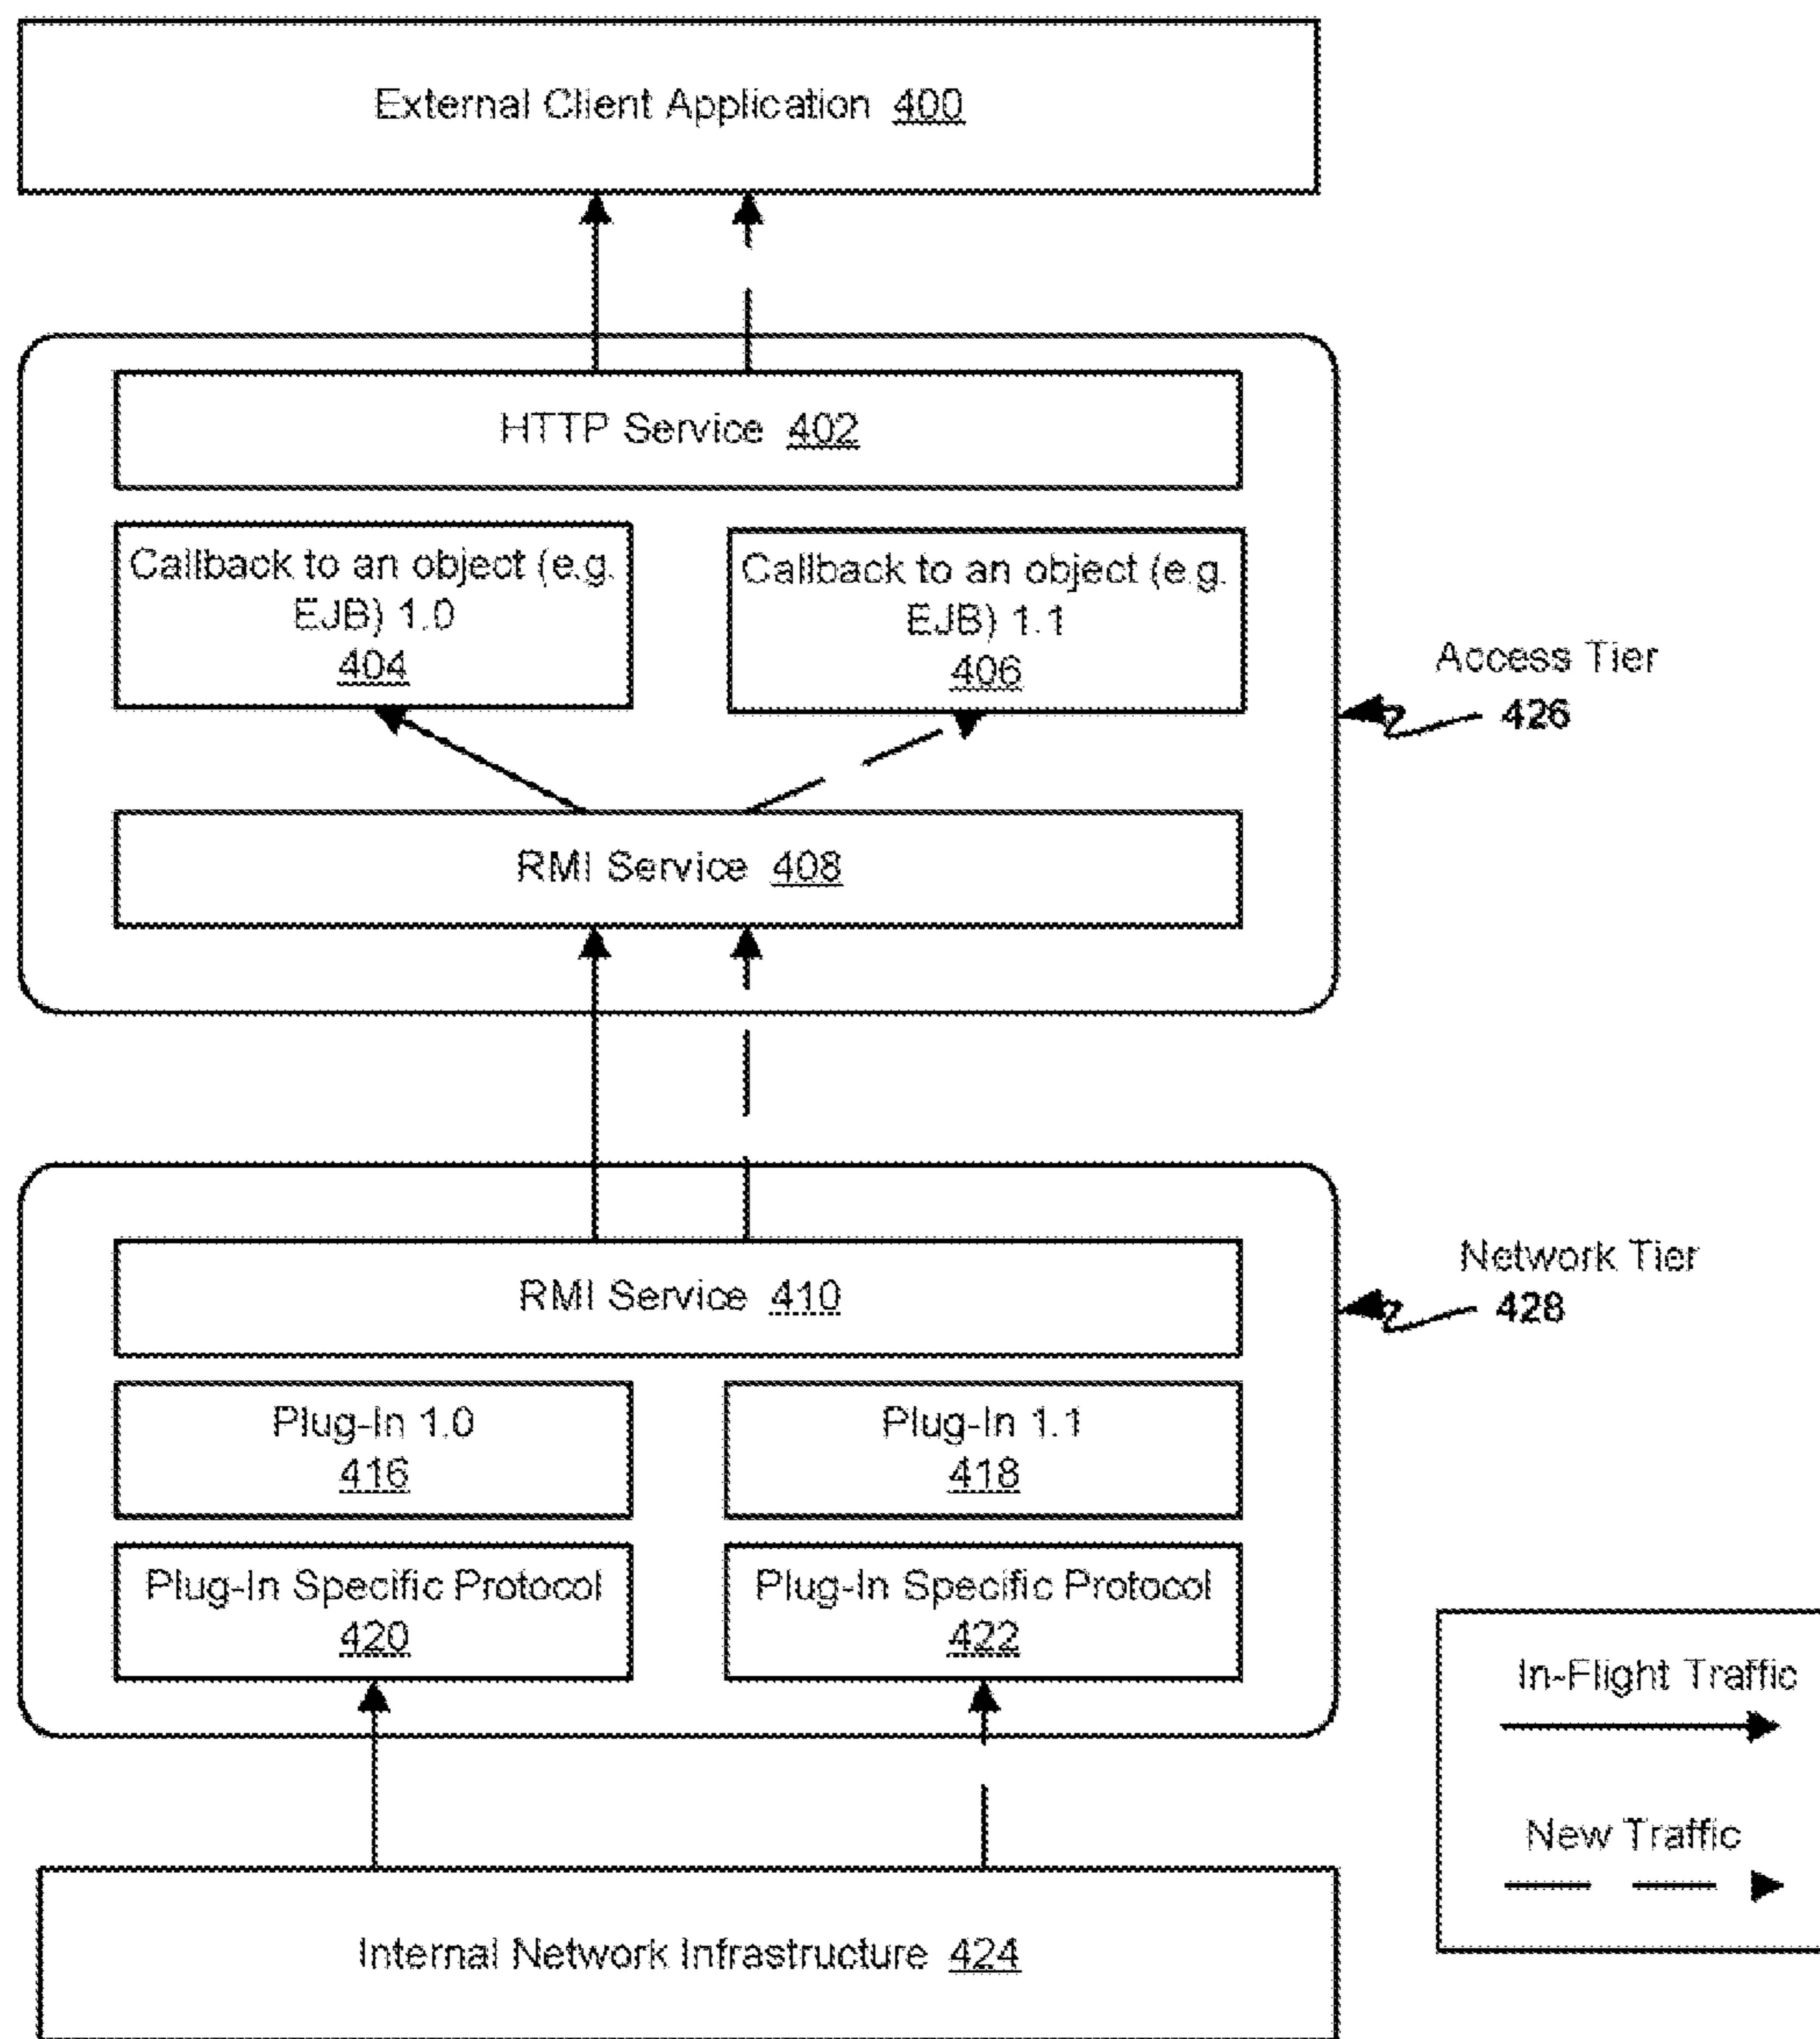 External Client Application 400
HTTP Service 402
Callback to an object (e.g.
EJB) 1.0
404
Callback to an object (e.g.
EJB) 1.1
406
Access Tier
426
RMI Service 408
RMI Service 410
Network Tier
428
Plug-In 1.0
416
Plug-In 1.1
418
Plug-In Specific Protocol
420
Plug-In Specific Protocol
422
In-Flight Traffic
New Traffic
Internal Network Infrastructure 424